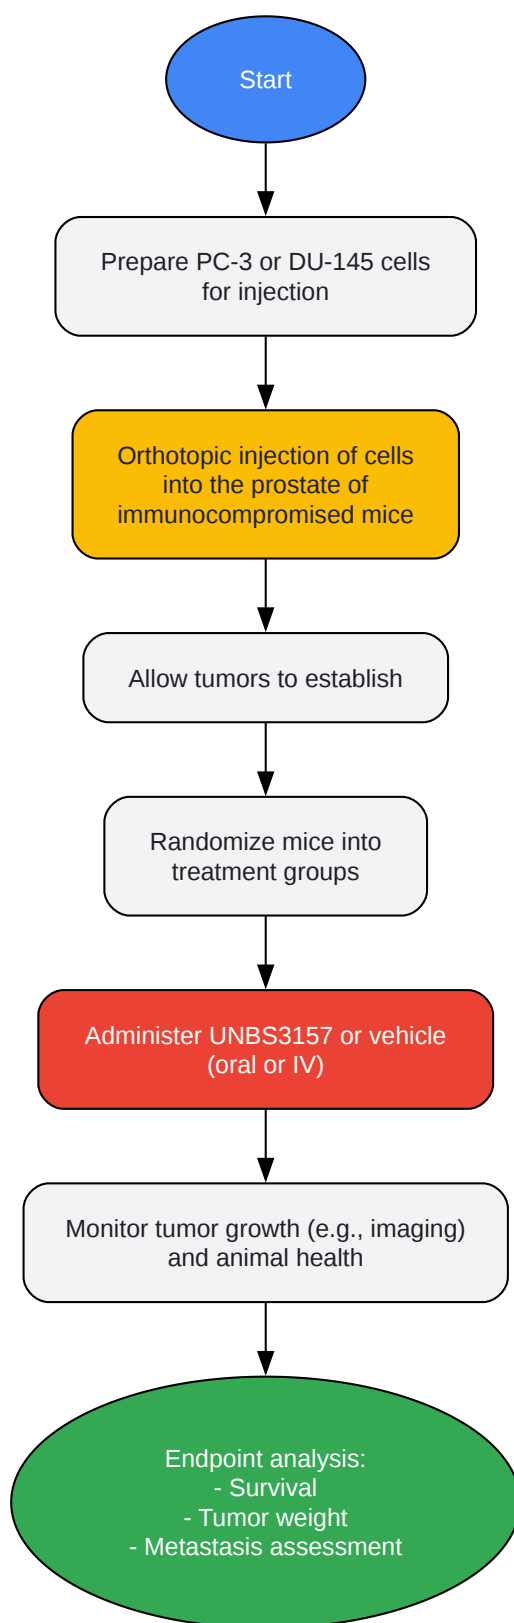 Start
Prepare PC-3 or DU-145 cells
for injection
Orthotopic injection of cells
into the prostate of
immunocompromised mice
Allow tumors to establish
Randomize mice into
treatment groups
Administer UNBS3157 or vehicle
(oral or IV)
Monitor tumor growth (e.g., imaging)
and animal health
Endpoint analysis:
- Survival
- Tumor weight
- Metastasis assessment